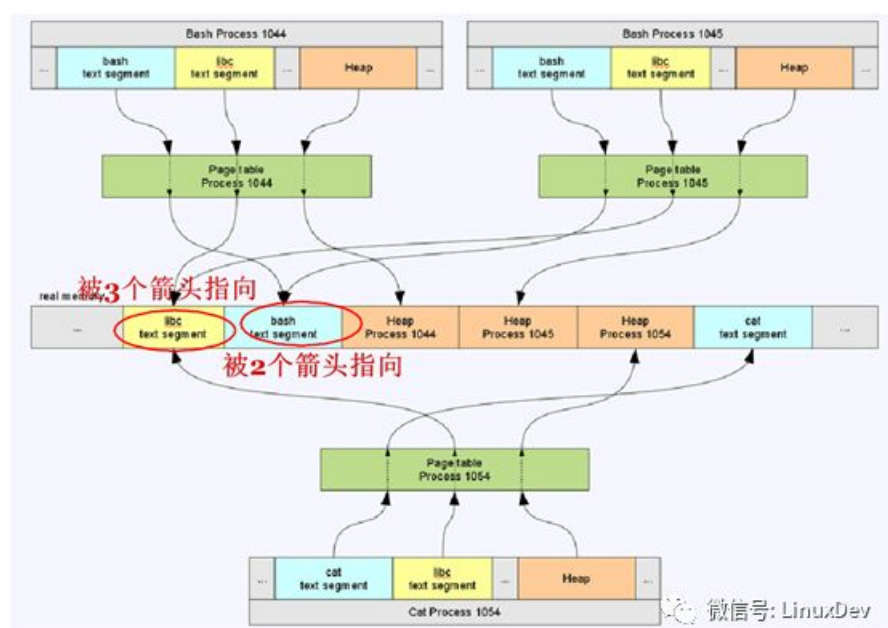 Bash Process 1044
Bash Process 1045
...
bash
text segment
libc
text segment
...
Heap
...
...
bash
text segment
libc
text segment
...
Heap
...
Page table
Process 1044
Page table
Process 1045
被3个箭头指向
real memory
...
libc
text segment
bash
text segment
Heap
Process 1044
Heap
Process 1045
Heap
Process 1054
cat
text segment
...
被2个箭头指向
Page table
Process 1054
...
cat
text segment
libc
text segment
...
Heap
...
Cat Process 1054
微信号: LinuxDev